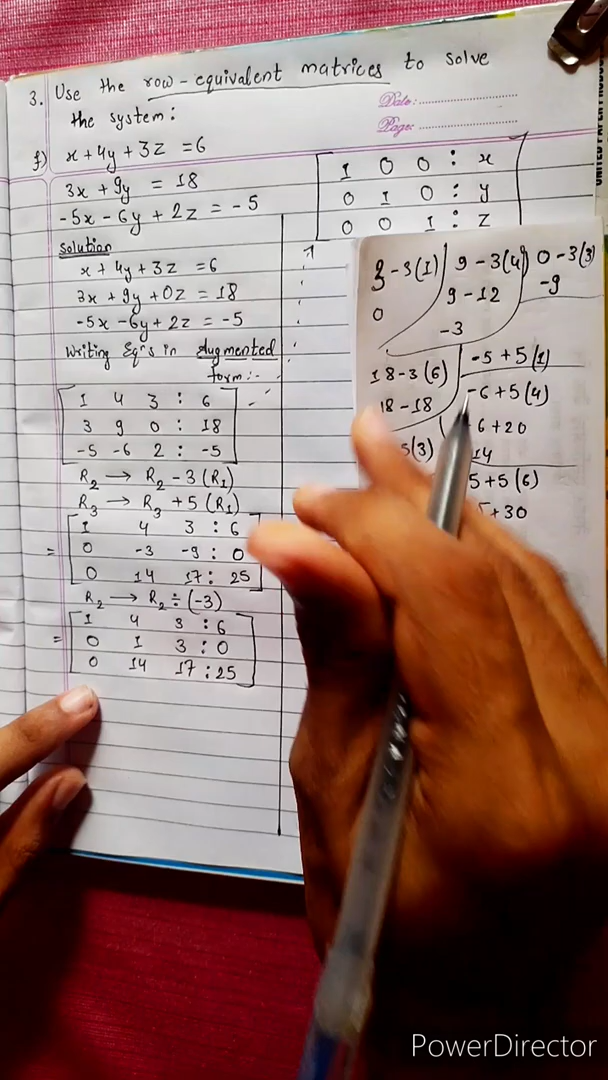 3. Use the row-equivalent matrices to solve
the system:
Date:
Page:
f) x + 4y + 3z = 6
3x + 9y = 18
-5x - 6y + 2z = -5
Solution
x + 4y + 3z = 6
3x + 9y + 0z = 18
-5x - 6y + 2z = -5
Writing Eqⁿs in Augmented
form:-
1 4 3 : 6
3 9 0 : 18
-5 -6 2 : -5
R₂ → R₂ - 3(R₁)
R₃ → R₃ + 5(R₁)
= 1 4 3 : 6
0 -3 -9 : 0
0 14 17 : 25
R₂ → R₂ ÷ (-3)
= 1 4 3 : 6
0 1 3 : 0
0 14 17 : 25
1 0 0 : x
0 1 0 : y
0 0 1 : z
3 - 3(1)
0
9 - 3(4)
9 - 12
-3
0 - 3(3)
-9
18 - 3(6)
18 - 18
-5 + 5(1)
-6 + 5(4)
6 + 20
14
5(3)
5 + 5(6)
+ 30
PowerDirector